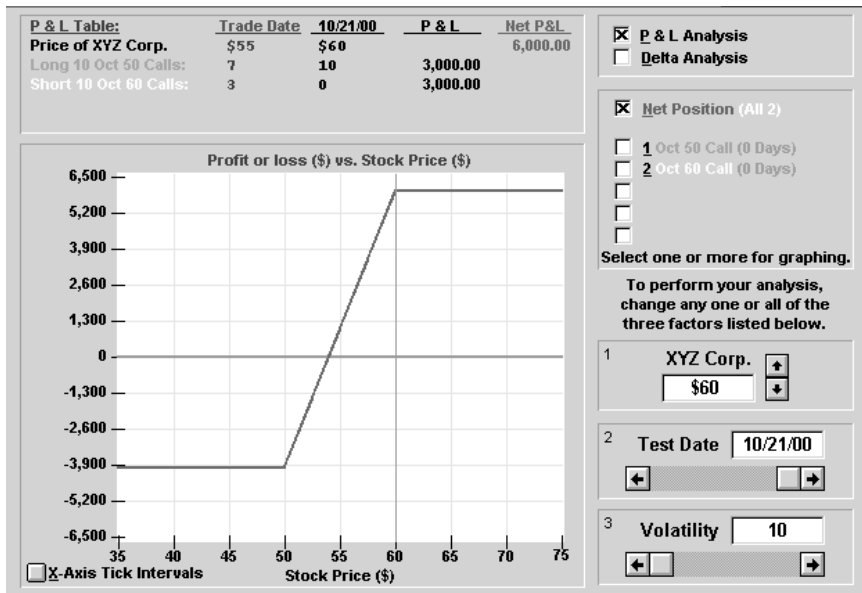 P & L Table: Trade Date 10/21/00 P & L Net P&L
Price of XYZ Corp. $55 $60 6,000.00
Long 10 Oct 50 Calls: 7 10 3,000.00
Short 10 Oct 60 Calls: 3 0 3,000.00
Profit or loss ($) vs. Stock Price ($)
6,500
5,200
3,900
2,600
1,300
0
-1,300
-2,600
-3,900
-5,200
-6,500
35 40 45 50 55 60 65 70 75
X-Axis Tick Intervals
Stock Price ($)
P & L Analysis
Delta Analysis
Net Position (All 2)
1 Oct 50 Call (0 Days)
2 Oct 60 Call (0 Days)
Select one or more for graphing.
To perform your analysis,
change any one or all of the
three factors listed below.
1 XYZ Corp.
$60
2 Test Date 10/21/00
3 Volatility 10